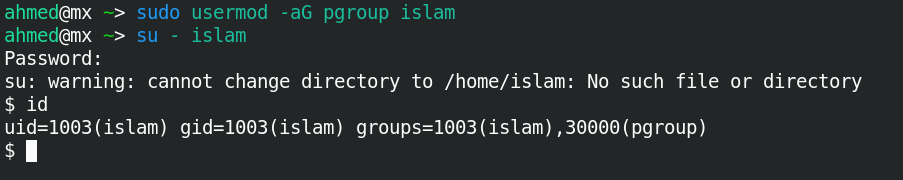 ahmed@mx ~> sudo usermod -aG pgroup islam
ahmed@mx ~> su - islam
Password:
su: warning: cannot change directory to /home/islam: No such file or directory
$ id
uid=1003(islam) gid=1003(islam) groups=1003(islam),30000(pgroup)
$